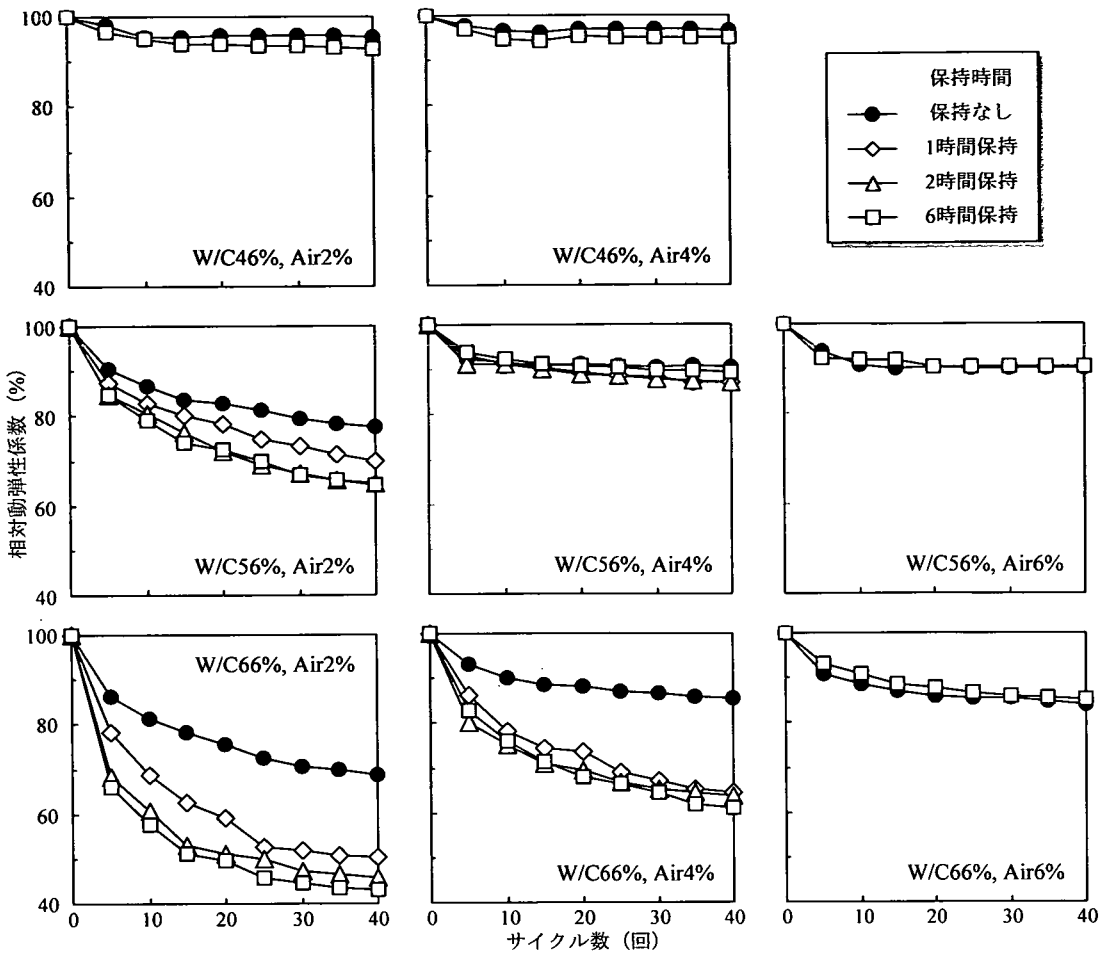 100
80
60
40
W/C46%, Air2%
W/C46%, Air4%
保持時間
保持なし
1時間保持
2時間保持
6時間保持
相対動弾性係数 (%)
100
80
60
40
W/C56%, Air2%
W/C56%, Air4%
W/C56%, Air6%
100
80
60
40
W/C66%, Air2%
W/C66%, Air4%
W/C66%, Air6%
0 10 20 30 40
0 10 20 30 40
0 10 20 30 40
サイクル数 (回)